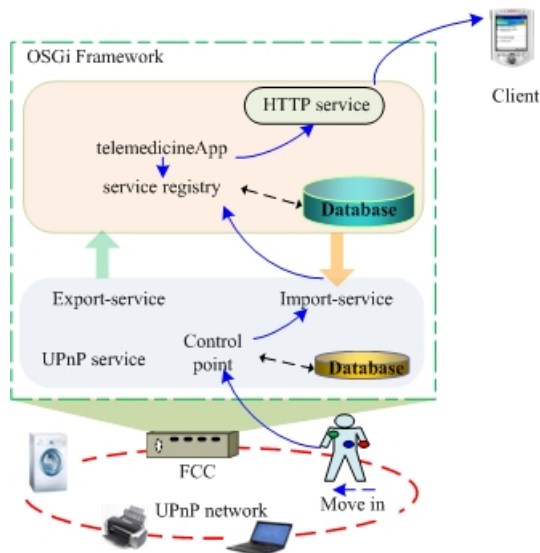 OSGi Framework
HTTP service
Client
telemedicineApp
service registry
Database
Export-service
Import-service
Control
point
UPnP service
Database
FCC
UPnP network
Move in